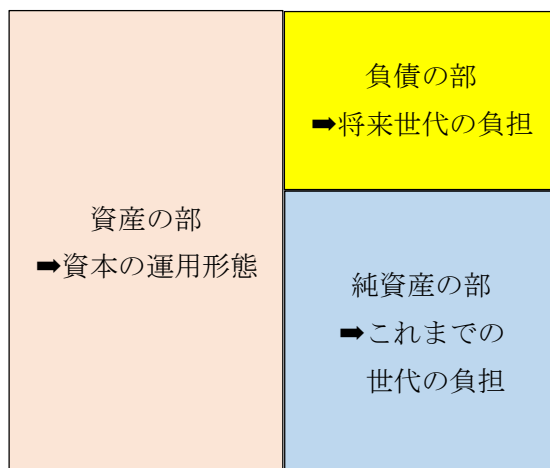 資産の部
➡資本の運用形態
負債の部
➡将来世代の負担
純資産の部
➡これまでの
世代の負担